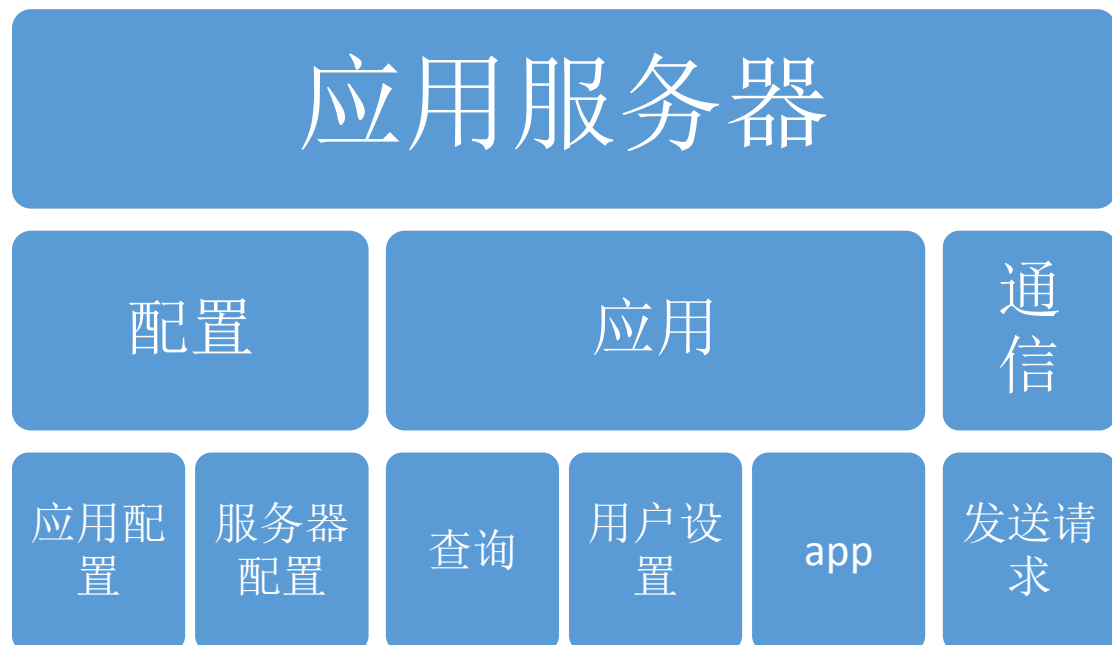 应用服务器
配置
应用
通
信
应用配
置
服务器
配置
查询
用户设
置
app
发送请
求